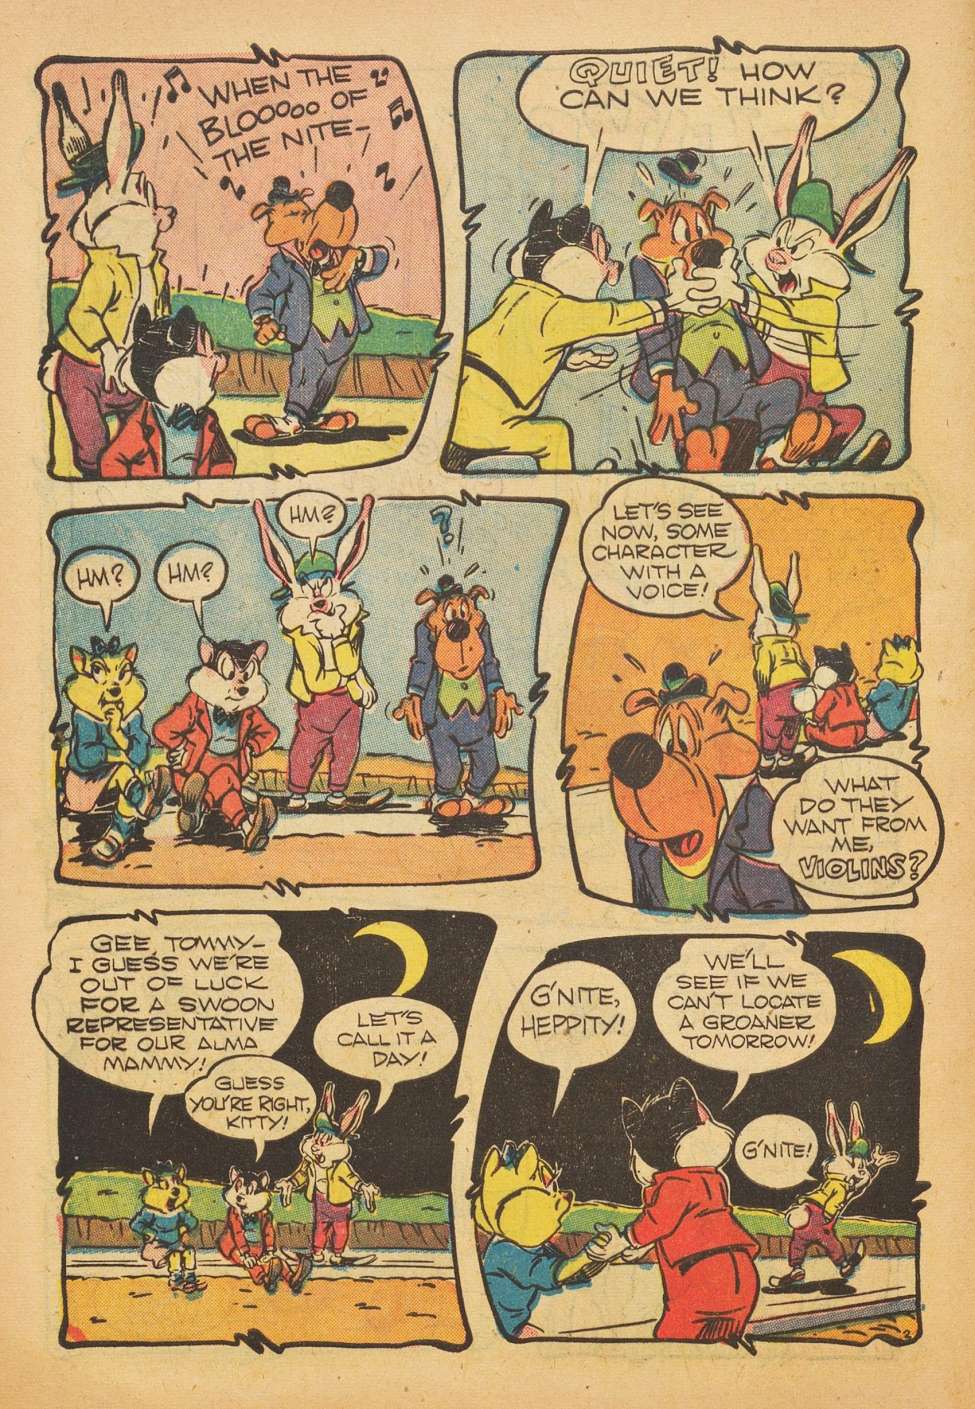 WHEN THE
BLOOOOO OF
THE NITE-
QUIET! HOW
CAN WE THINK?
HM?
HM?
HM?
?
LET'S SEE
NOW, SOME
CHARACTER
WITH A
VOICE!
WHAT
DO THEY
WANT FROM
ME,
VIOLINS?
GEE, TOMMY-
I GUESS WE'RE
OUT OF LUCK
FOR A SWOON
REPRESENTATIVE
FOR OUR ALMA
MAMMY!
GUESS
YOU'RE RIGHT,
KITTY!
LET'S
CALL IT A
DAY!
G'NITE,
HEPPITY!
WE'LL
SEE IF WE
CAN'T LOCATE
A GROANER
TOMORROW!
G'NITE!
2